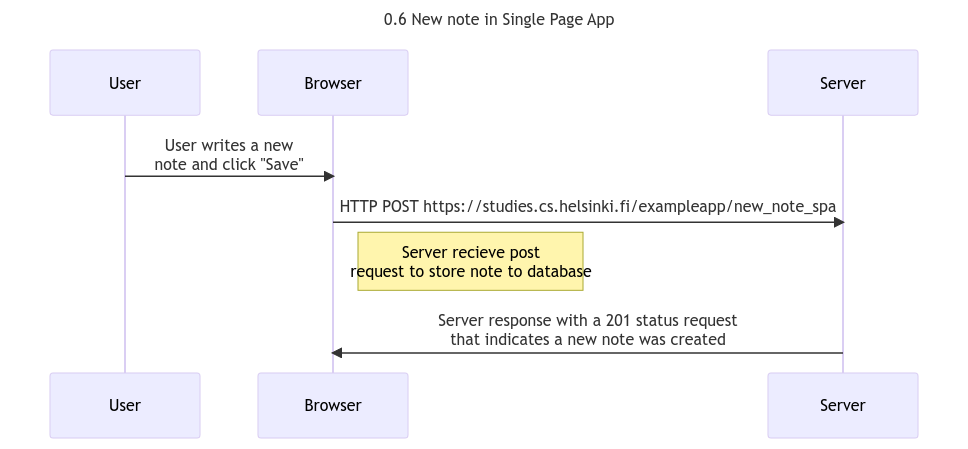 0.6 New note in Single Page App
User
Browser
Server
User writes a new
note and click "Save"
HTTP POST https://studies.cs.helsinki.fi/exampleapp/new_note_spa
Server recieve post
request to store note to database
Server response with a 201 status request
that indicates a new note was created
User
Browser
Server